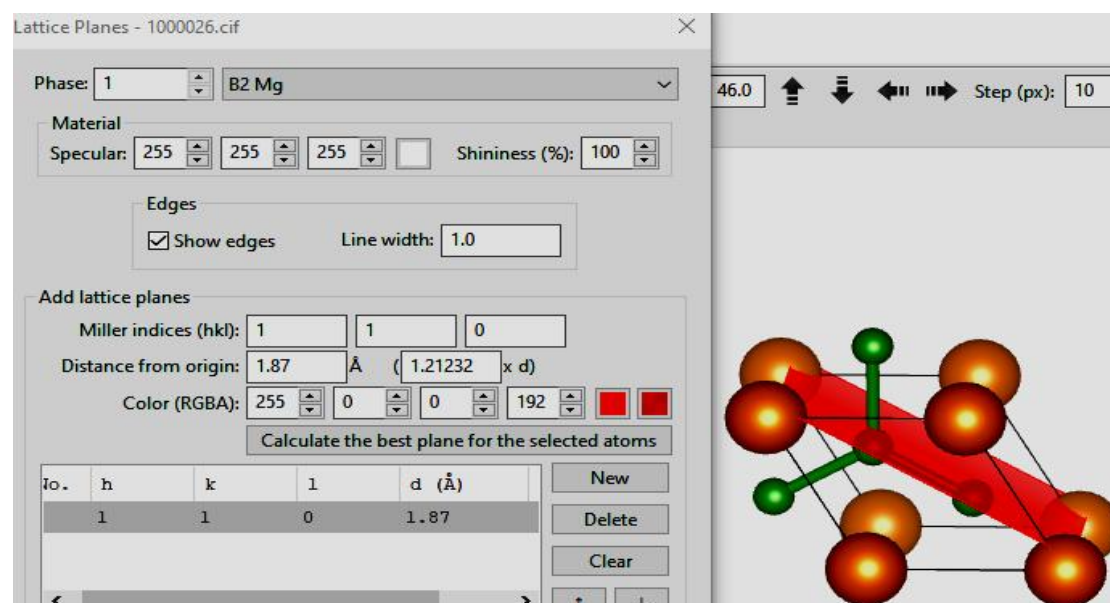 Lattice Planes - 1000026.cif
Phase: 1 B2 Mg
46.0 Step (px): 10
Material
Specular: 255 255 255 Shininess (%): 100
Edges
Show edges Line width: 1.0
Add lattice planes
Miller indices (hkl): 1 1 0
Distance from origin: 1.87 Å ( 1.21232 x d)
Color (RGBA): 255 0 0 192
Calculate the best plane for the selected atoms
No. h k l d (Å) New
1 1 0 1.87 Delete
Clear